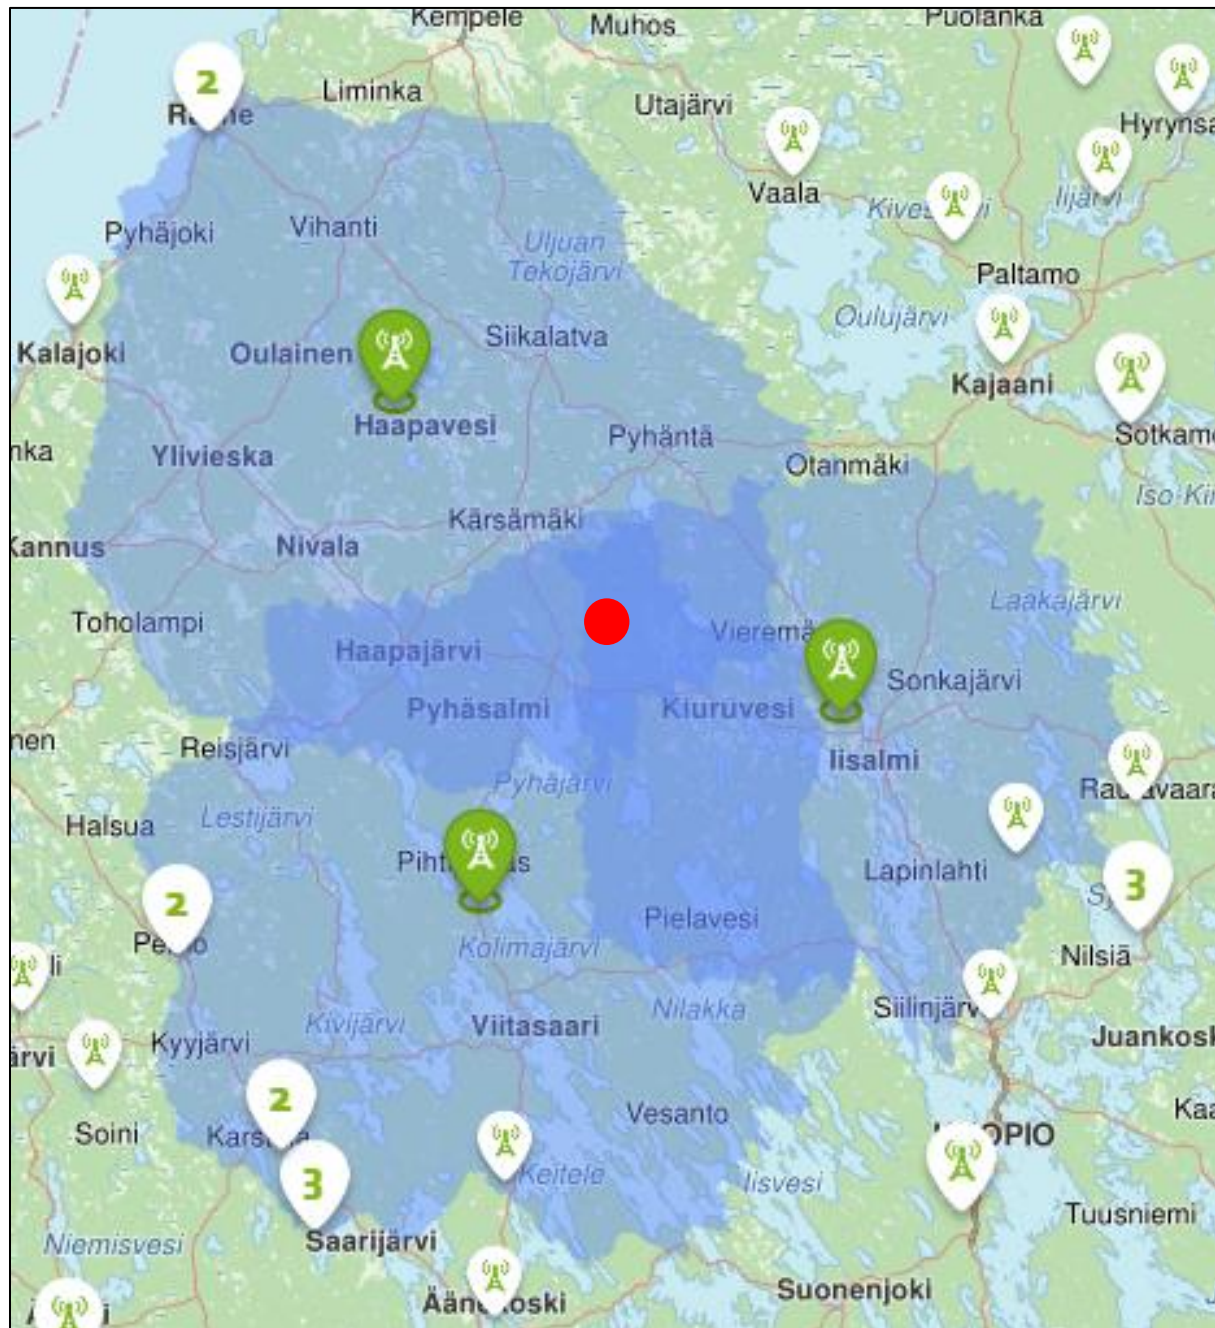 Kempele
Muhos
Puolanka
2
Liminka
Utajärvi
Vaala
Pyhäjoki
Vihanti
Uljuan
Tekojärvi
Iijärvi
Paltamo
Oulujärvi
Kalajoki
Oulainen
Siikalatva
Kajaani
Haapavesi
Pyhäntä
Ylivieska
Otanmäki
Kärsämäki
Kannus
Nivala
Laakajärvi
Toholampi
Haapajärvi
Sonkajärvi
Pyhäsalmi
Kiuruvesi
Reisjärvi
Iisalmi
Pyhäjärvi
Lestijärvi
Halsua
Lapinlahti
3
2
Pielavesi
Kolimajärvi
Nilsiä
Kivijärvi
Viitasaari
Nilakka
Kyyjärvi
2
Vesanto
Soini
3
Keitele
Iisvesi
Tuusniemi
Niemisvesi
Saarijärvi
Suonenjoki